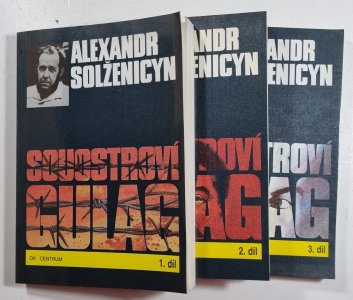 ALEXANDR
SOLŽENICYN
SOUOSTROVÍ
GULAG
OK CENTRUM
1. díl
ANDR
ENICYN
ROVÍ
AG
2. díl
ANDR
ENICYN
TROVÍ
AG
3. díl